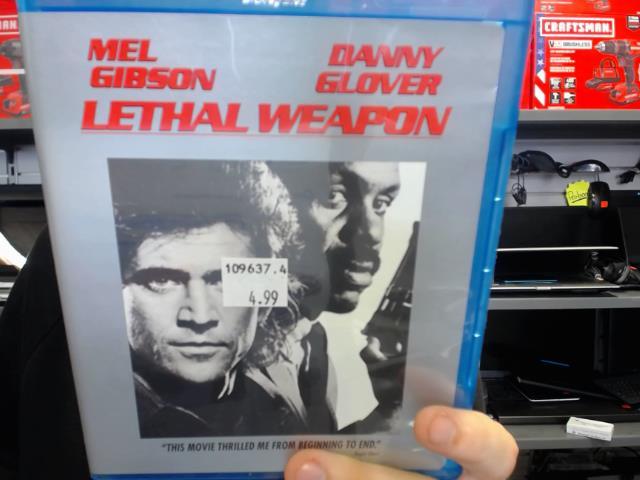 MEL
GIBSON
DANNY
GLOVER
LETHAL WEAPON
109637.4
4.99
"THIS MOVIE THRILLED ME FROM BEGINNING TO END."
CRAFTSMAN
BRUSHLESS